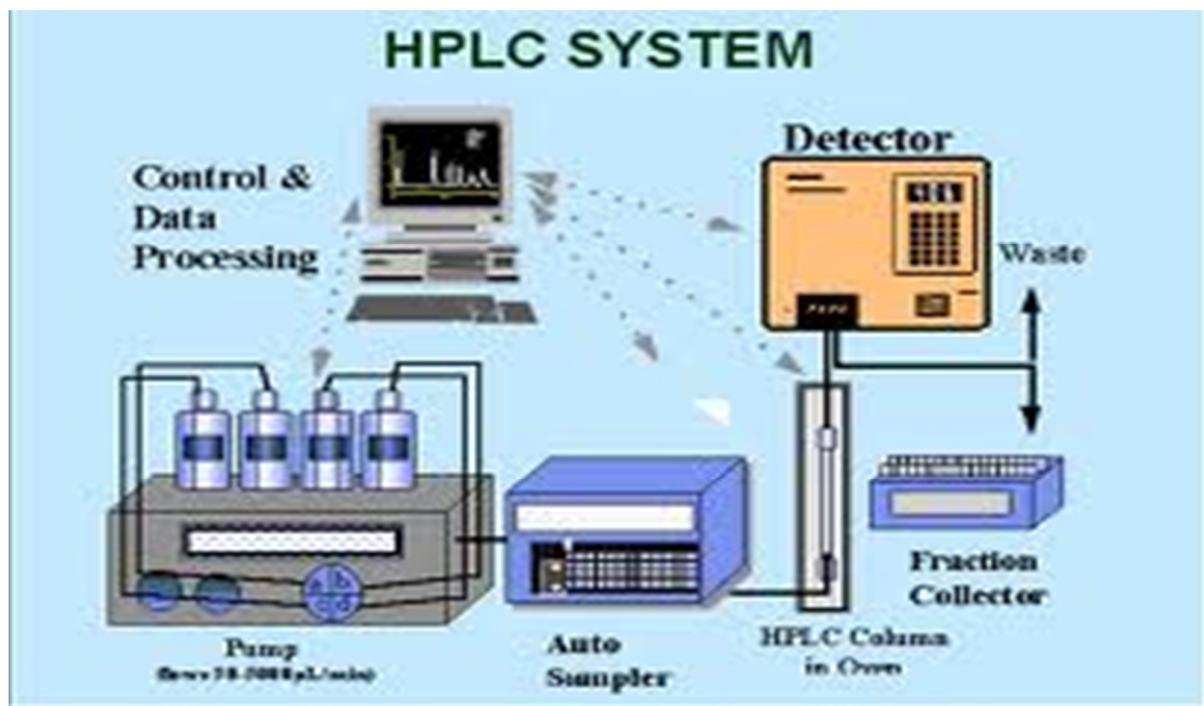 HPLC SYSTEM
Control &
Data
Processing
Detector
Waste
Fraction
Collector
Pump
Auto
Sampler
HPLC Column
in Oven